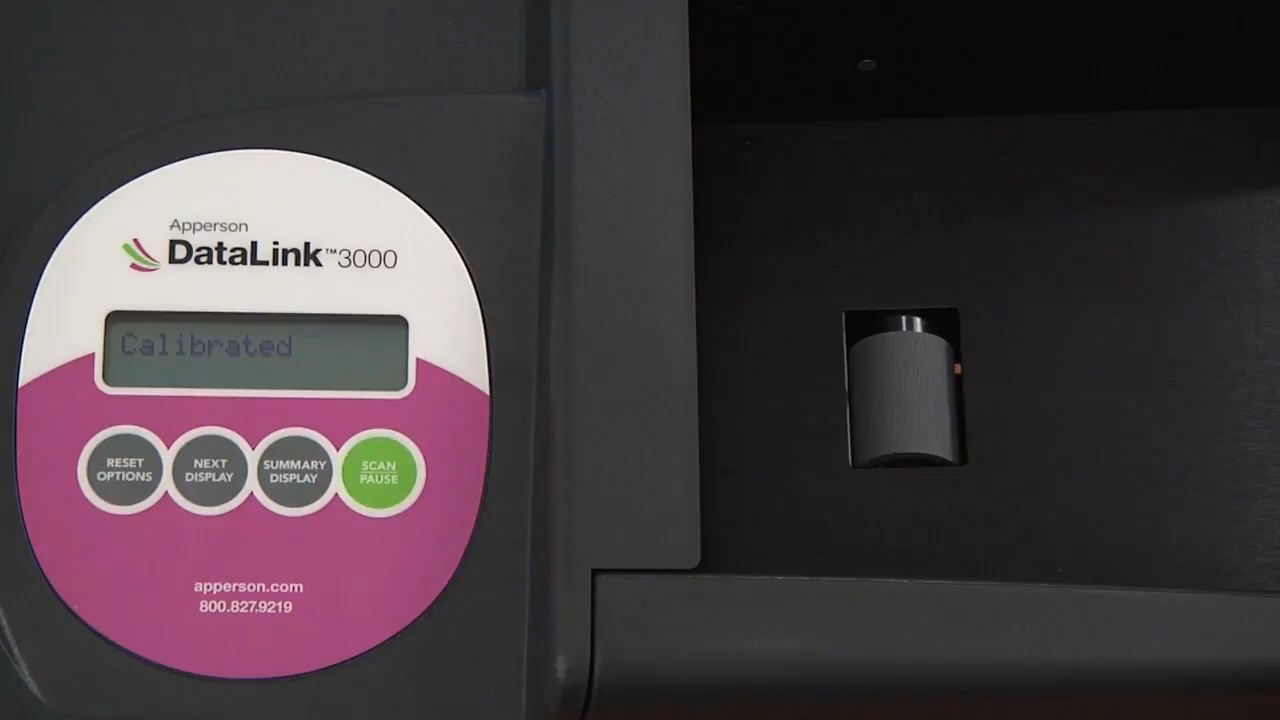 Apperson
DataLink™3000
Calibrated
RESET
OPTIONS
NEXT
DISPLAY
SUMMARY
DISPLAY
SCAN
PAUSE
apperson.com
800.827.9219